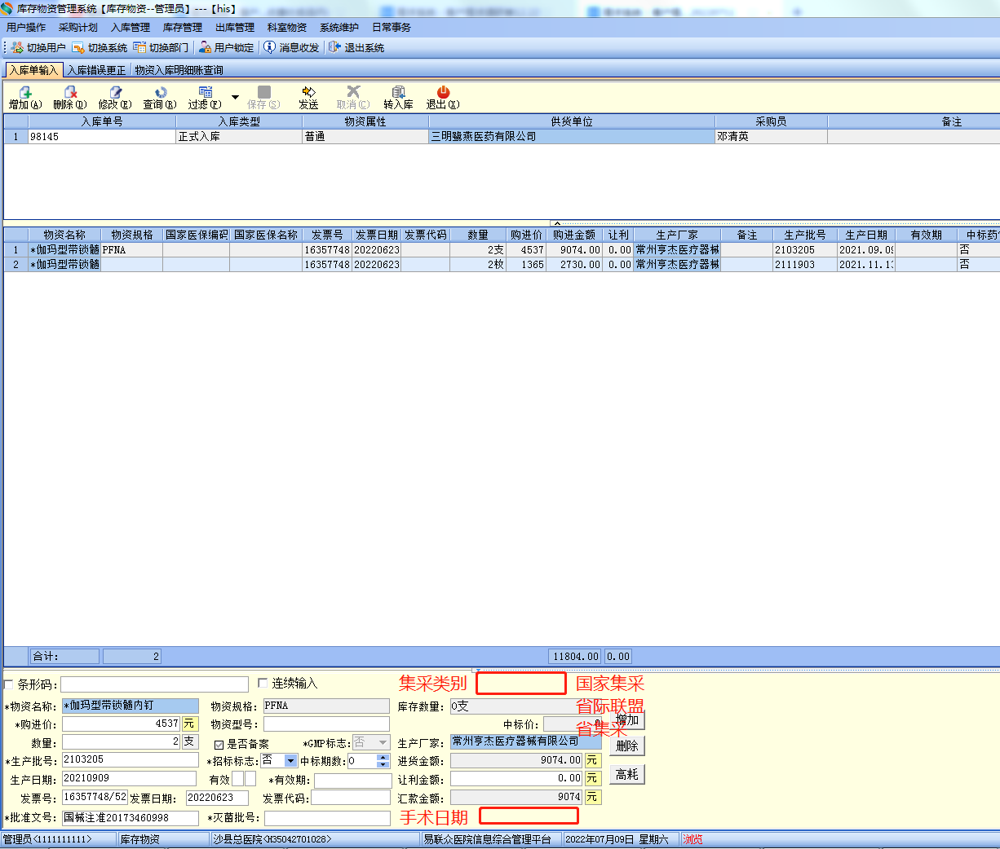 库存物资管理系统【库存物资--管理员】---【his】
用户操作 采购计划 入库管理 库存管理 出库管理 科室物资 系统维护 日常事务
切换用户 切换系统 切换部门 用户锁定 消息收发 退出系统
入库单输入 入库错误更正 物资入库明细账查询
增加(A) 删除(D) 修改(E) 查询(R) 过滤(F) 保存(S) 发送 取消(C) 转入库 退出(X)
入库单号 入库类型 物资属性 供货单位 采购员 备注
1 98145 正式入库 普通 三明鹭燕医药有限公司 邓清英
物资名称 物资规格 国家医保编码 国家医保名称 发票号 发票日期 发票代码 数量 购进价 购进金额 让利 生产厂家 备注 生产批号 生产日期 有效期 中标药
1 *伽玛型带锁髓 PFNA 16357748 20220623 2支 4537 9074.00 0.00 常州亨杰医疗器械 2103205 2021.09.09 否
2 *伽玛型带锁髓 16357748 20220623 2枚 1365 2730.00 0.00 常州亨杰医疗器械 2111903 2021.11.1 否
合计: 2 11804.00 0.00
条形码: 连续输入 集采类别 国家集采
*物资名称: *伽玛型带锁髓内钉 物资规格: PFNA 库存数量: 0支 省际联盟
*购进价: 4537 元 物资型号: 中标价: 省集采 增加
数量: 2 支 是否备案 *GMP标志: 否 生产厂家: 常州亨杰医疗器械有限公司 删除
*生产批号: 2103205 *招标标志: 否 中标期数: 0 进货金额: 9074.00 元
生产日期: 20210909 有效 *有效期: 让利金额: 0.00 元 高耗
发票号: 16357748/52 发票日期: 20220623 发票代码: 汇款金额: 9074 元
*批准文号: 国械注准20173460998 *灭菌批号: 手术日期
管理员<1111111111> 库存物资 沙县总医院<H35042701028> 易联众医院信息综合管理平台 2022年07月09日 星期六 浏览